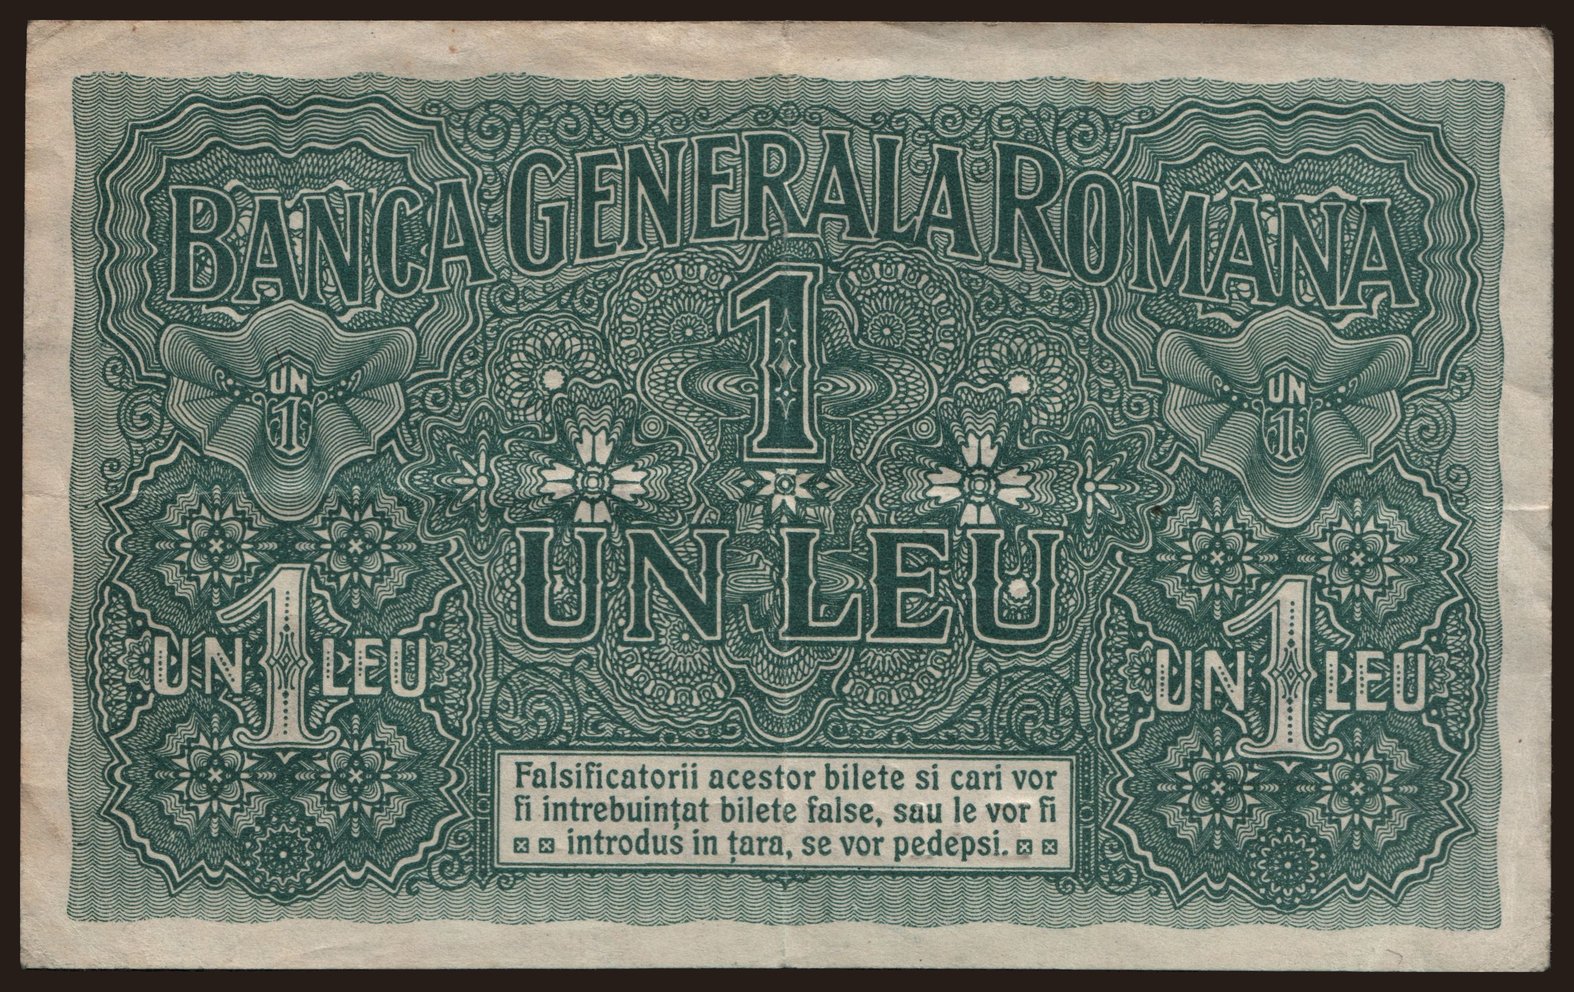 BANCA GENERALA ROMÂNA
1
UN
1
UN
1
UN LEU
UN 1 LEU
UN 1 LEU
Falsificatorii acestor bilete si cari vor
fi intrebuințat bilete false, sau le vor fi
introdus in țara, se vor pedepsi.